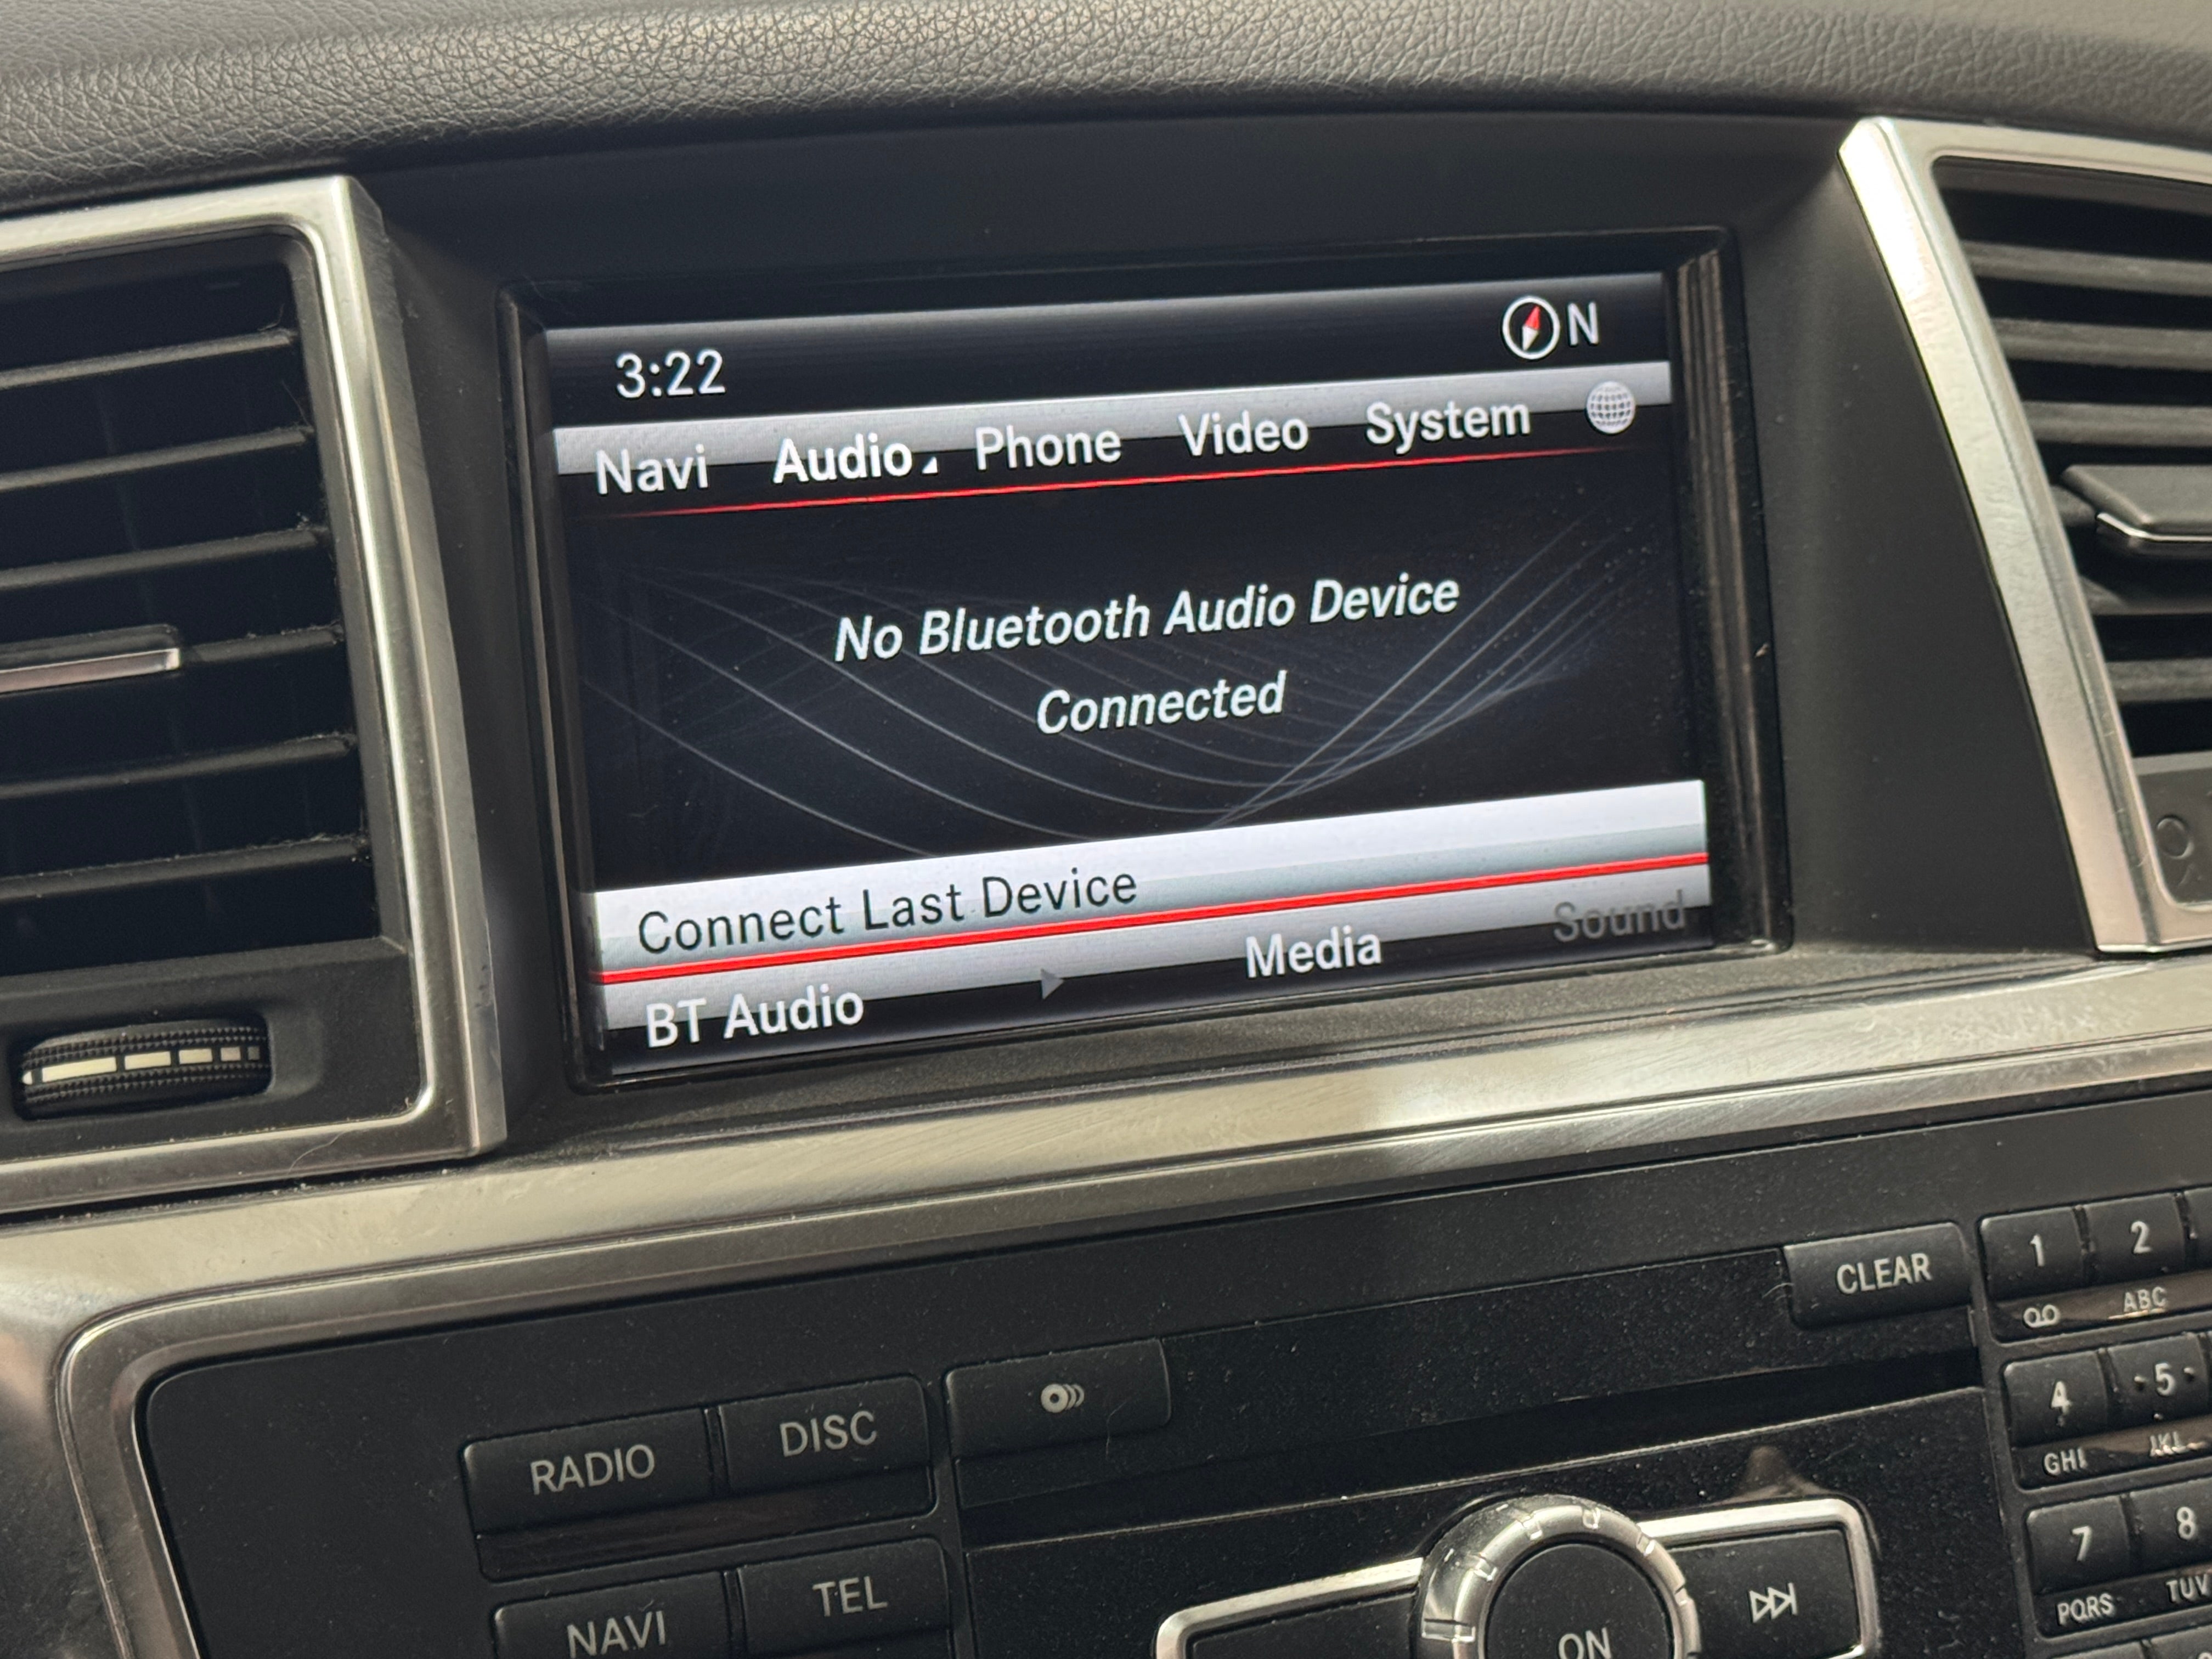 3:22 N
Navi Audio Phone Video System
No Bluetooth Audio Device
Connected
Connect Last Device
BT Audio Media Sound
CLEAR 1 2
ABC
RADIO DISC
4 5
GHI JKL
NAVI TEL
7 8
PQRS TUV
ON